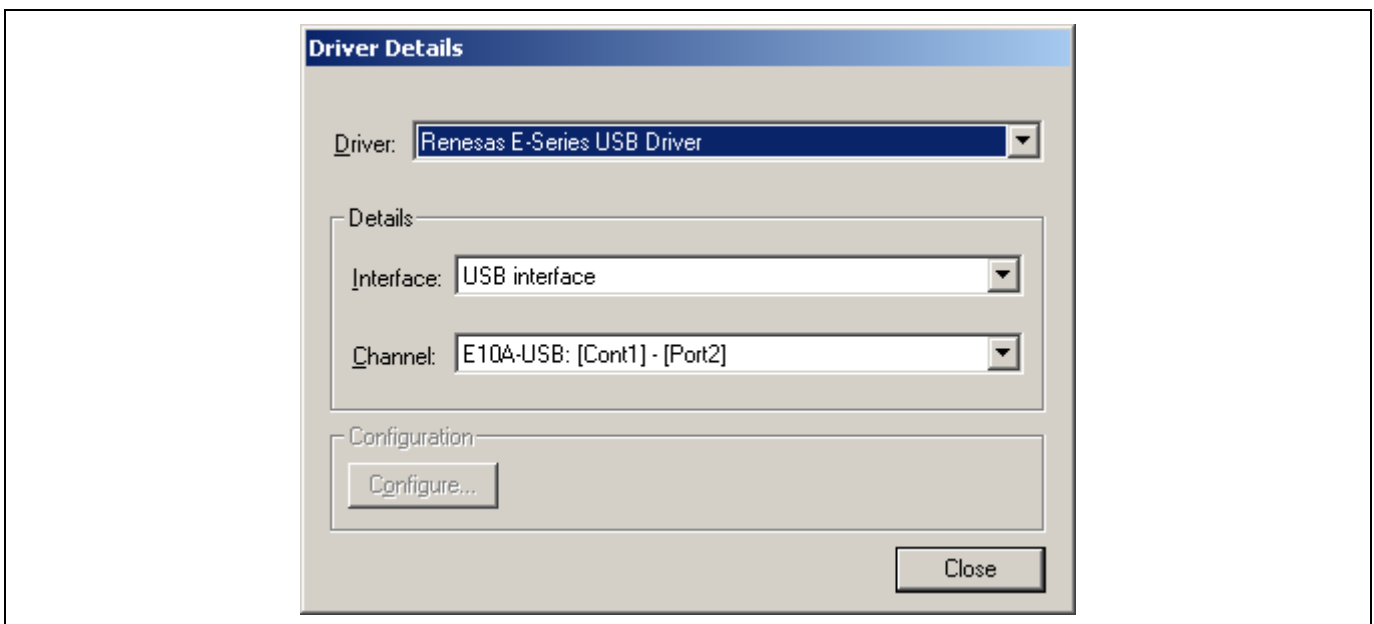 Driver Details
Driver: Renesas E-Series USB Driver
Details
Interface: USB interface
Channel: E10A-USB: [Cont1] - [Port2]
Configuration
Configure...
Close